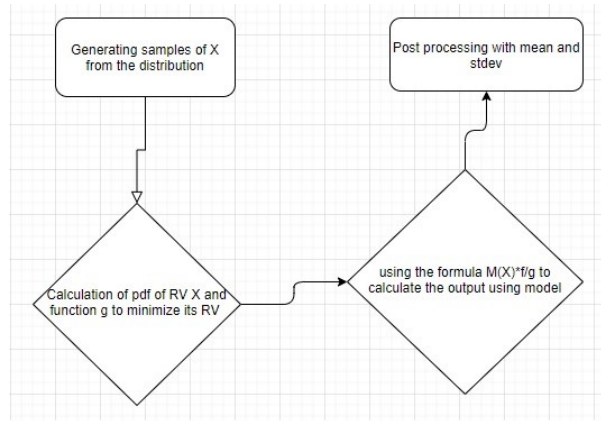 Generating samples of X
from the distribution
Post processing with mean and
stdev
Calculation of pdf of RV X and
function g to minimize its RV
using the formula M(X)*f/g to
calculate the output using model